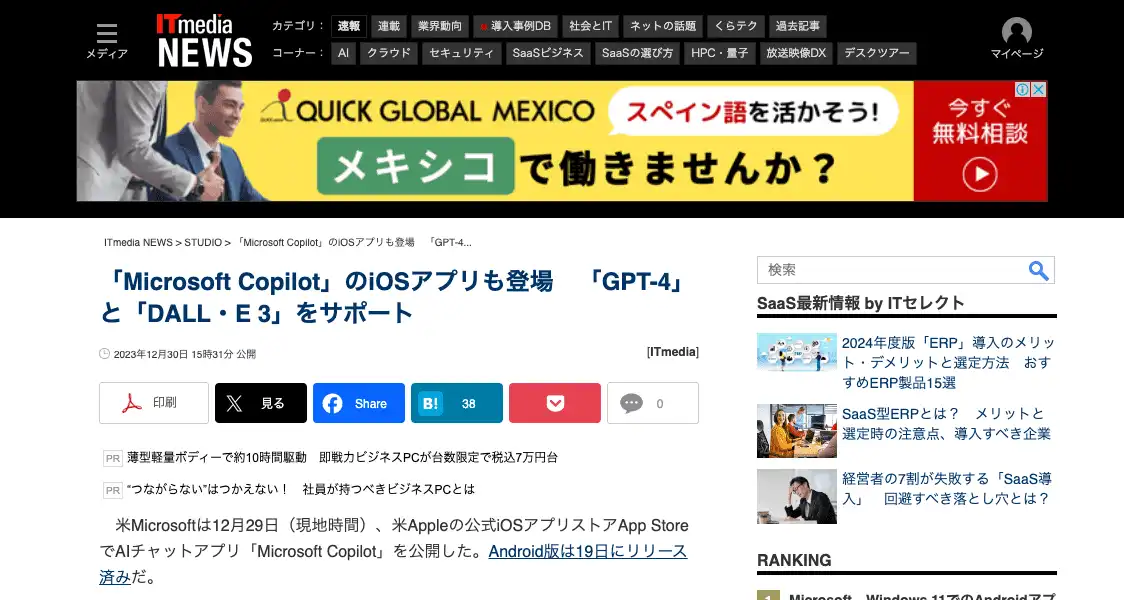 メディア
ITmedia
NEWS
カテゴリ： 速報 連載 業界動向 導入事例DB 社会とIT ネットの話題 くらテク 過去記事
コーナー： AI クラウド セキュリティ SaaSビジネス SaaSの選び方 HPC・量子 放送映像DX デスクツアー
マイページ
QUICK GLOBAL MEXICO
スペイン語を活かそう!
メキシコで働きませんか？
今すぐ
無料相談
ITmedia NEWS > STUDIO > 「Microsoft Copilot」のiOSアプリも登場　「GPT-4...
「Microsoft Copilot」のiOSアプリも登場　「GPT-4」
と「DALL・E 3」をサポート
2023年12月30日 15時31分 公開
[ITmedia]
印刷
見る
Share
B! 38
0
PR 薄型軽量ボディーで約10時間駆動　即戦力ビジネスPCが台数限定で税込7万円台
PR “つながらない”はつかえない！　社員が持つべきビジネスPCとは
米Microsoftは12月29日（現地時間）、米Appleの公式iOSアプリストアApp Store
でAIチャットアプリ「Microsoft Copilot」を公開した。Android版は19日にリリース
済みだ。
検索
SaaS最新情報 by ITセレクト
2024年度版「ERP」導入のメリッ
ト・デメリットと選定方法　おす
すめERP製品15選
SaaS型ERPとは？　メリットと
選定時の注意点、導入すべき企業
経営者の7割が失敗する「SaaS導
入」　回避すべき落とし穴とは？
RANKING
1 Microsoft、Windows 11でのAndroidアプ